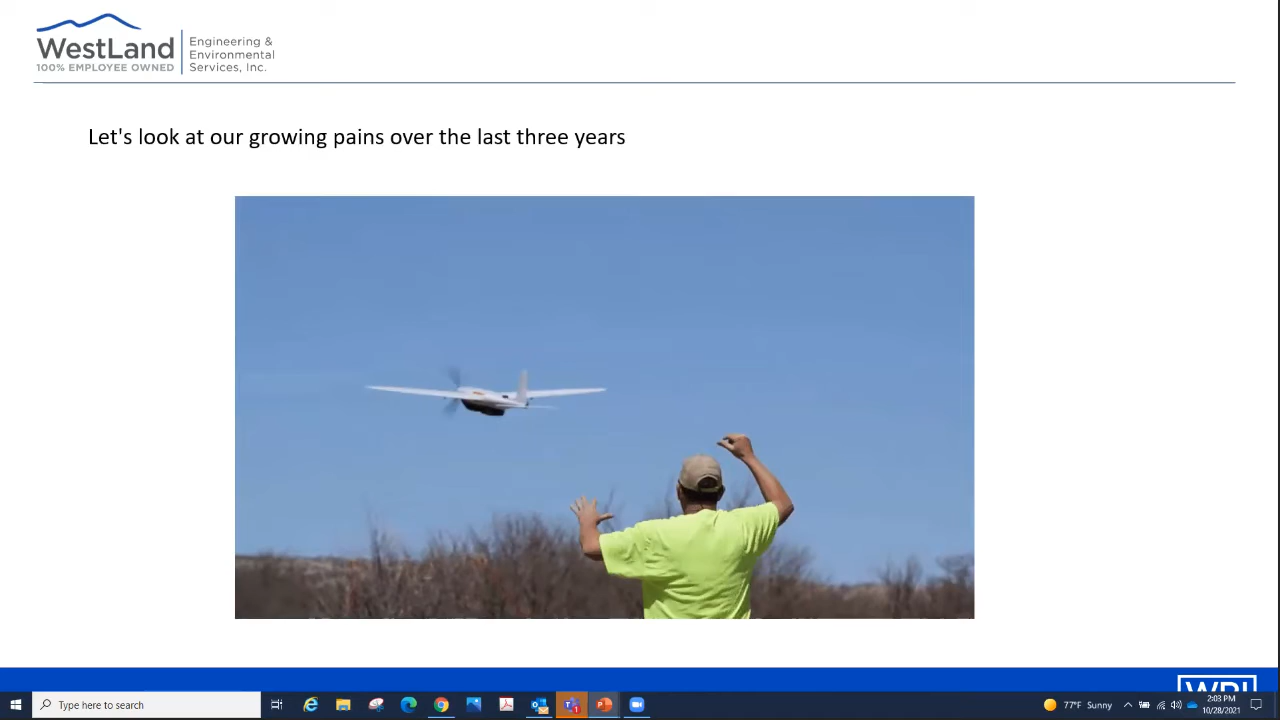 WestLand
100% EMPLOYEE OWNED
Engineering &
Environmental
Services, Inc.
Let's look at our growing pains over the last three years
Type here to search
1
77°F Sunny
2:03 PM
10/28/2021